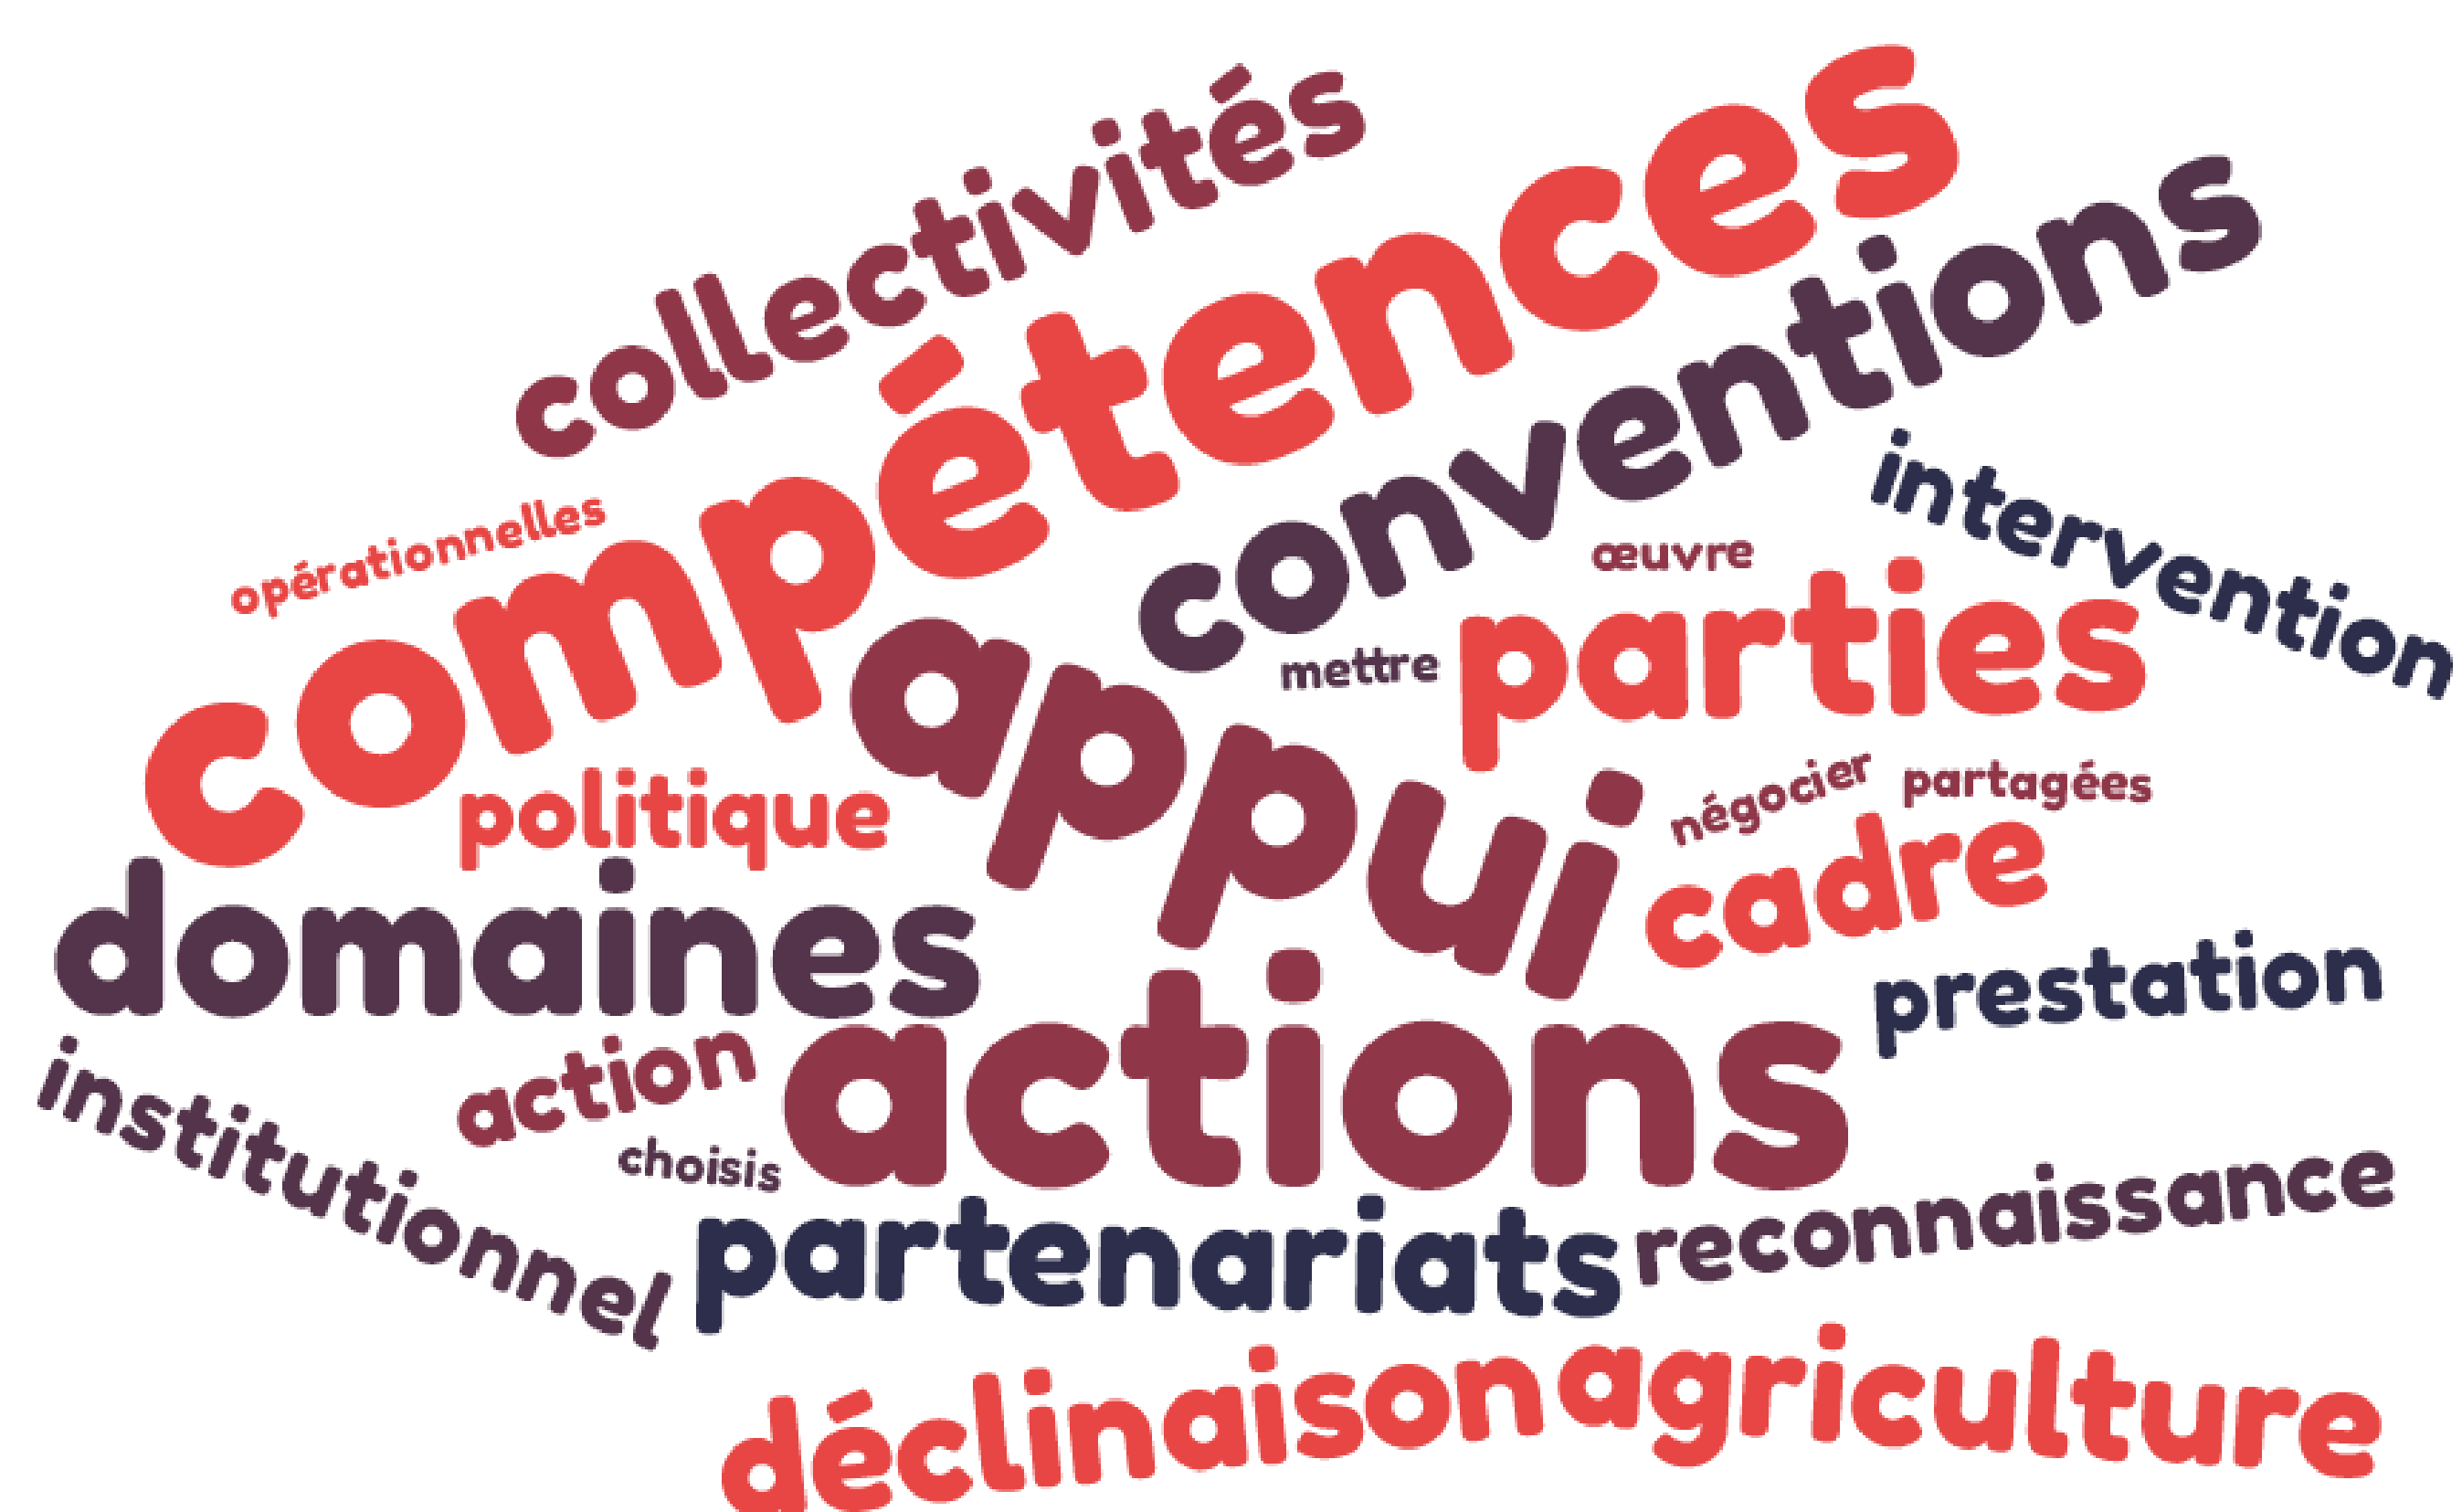 collectivités
compétences
conventions
opérationnelles
intervention
œuvre
mettre
parties
appui
politique
négocier
partagées
cadre
domaines
prestation
action
actions
institutionnel
choisis
partenariats
reconnaissance
déclinaison
agriculture